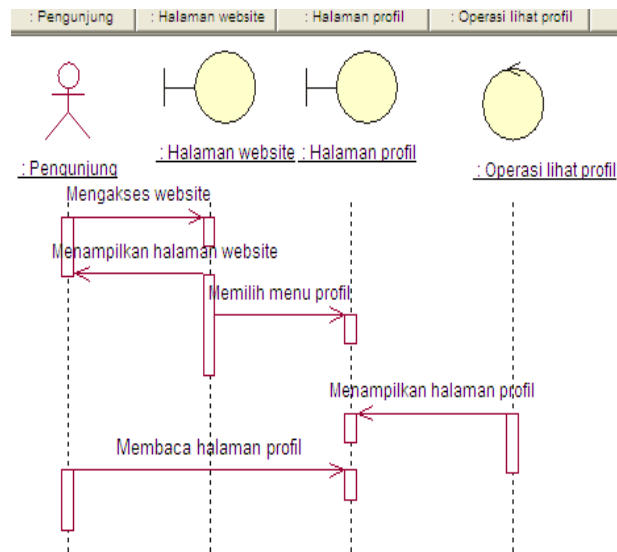 : Pengunjung
: Halaman website
: Halaman profil
: Operasi lihat profil
: Pengunjung
: Halaman website
: Halaman profil
: Operasi lihat profil
Mengakses website
Menampilkan halaman website
Memilih menu profil
Menampilkan halaman profil
Membaca halaman profil